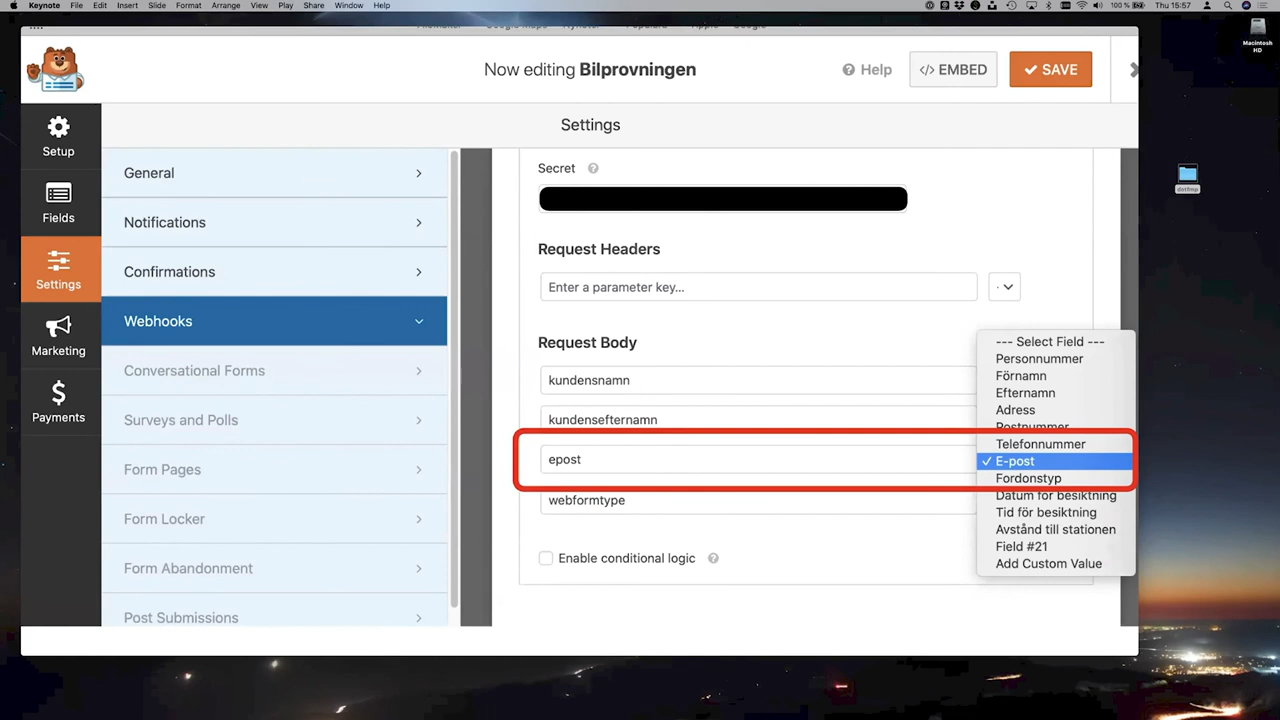 Keynote File Edit Insert Slide Format Arrange View Play Share Window Help
100 % Thu 15:57
Macintosh HD
Now editing Bilprovningen
Help
</> EMBED
SAVE
Settings
Setup
Fields
Settings
Marketing
Payments
General
Notifications
Confirmations
Webhooks
Conversational Forms
Surveys and Polls
Form Pages
Form Locker
Form Abandonment
Post Submissions
Secret
Request Headers
Enter a parameter key...
Request Body
kundensnamn
kundensefternamn
epost
webformtype
Enable conditional logic
--- Select Field ---
Personnummer
Förnamn
Efternamn
Adress
Postnummer
Telefonnummer
E-post
Fordonstyp
Datum för besiktning
Tid för besiktning
Avstånd till stationen
Field #21
Add Custom Value
dotfmp